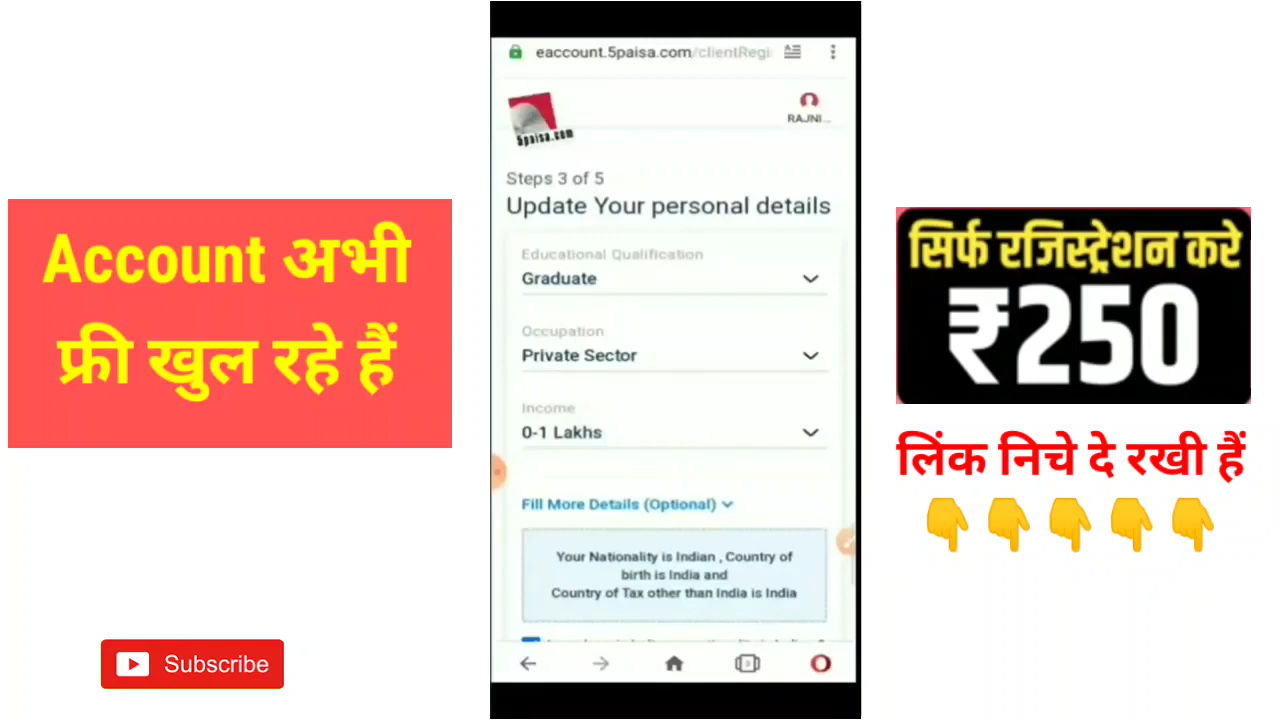 Account अभी
फ्री खुल रहे हैं
Subscribe
eaccount.5paisa.com/clientRegi
5paisa.com
RAJNI...
Steps 3 of 5
Update Your personal details
Educational Qualification
Graduate
Occupation
Private Sector
Income
0-1 Lakhs
Fill More Details (Optional)
Your Nationality is Indian , Country of
birth is India and
Country of Tax other than India is India
सिर्फ रजिस्ट्रेशन करे
₹250
लिंक निचे दे रखी हैं